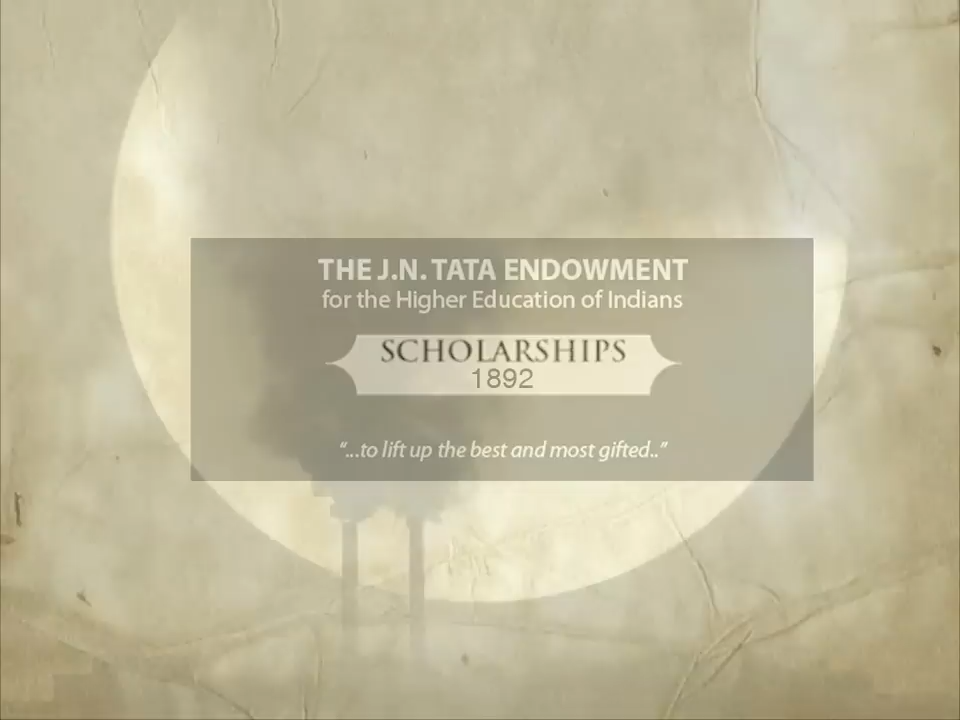 THE J.N. TATA ENDOWMENT
for the Higher Education of Indians
SCHOLARSHIPS
1892
“...to lift up the best and most gifted..”